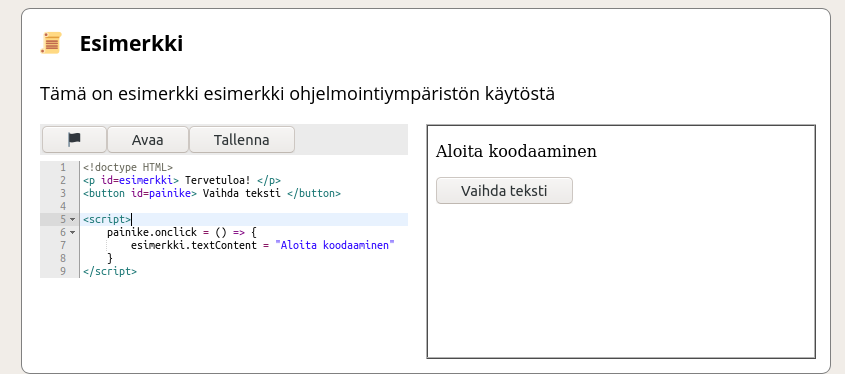 Esimerkki
Tämä on esimerkki esimerkki ohjelmointiympäristön käytöstä
Avaa Tallenna
1 <!doctype HTML>
2 <p id=esimerkki> Tervetuloa! </p>
3 <button id=painike> Vaihda teksti </button>
4
5 <script>
6 painike.onclick = () => {
7 esimerkki.textContent = "Aloita koodaaminen"
8 }
9 </script>
Aloita koodaaminen
Vaihda teksti